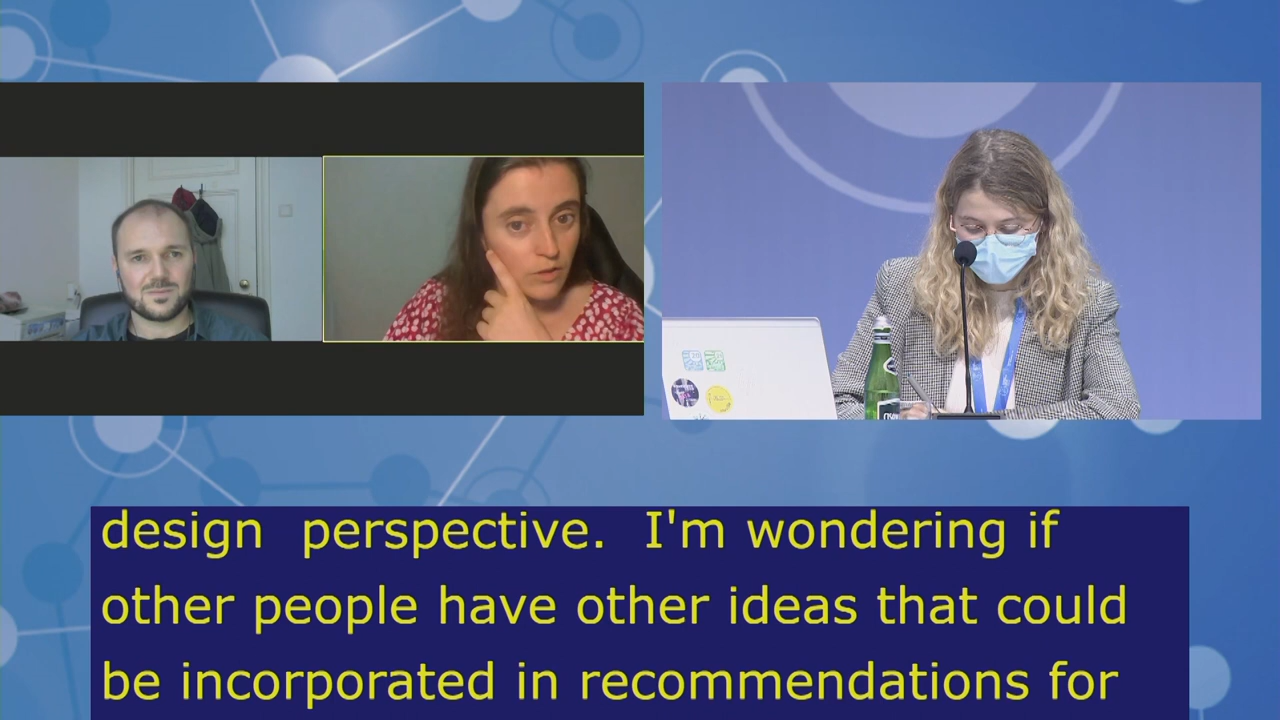 design perspective. I'm wondering if
other people have other ideas that could
be incorporated in recommendations for